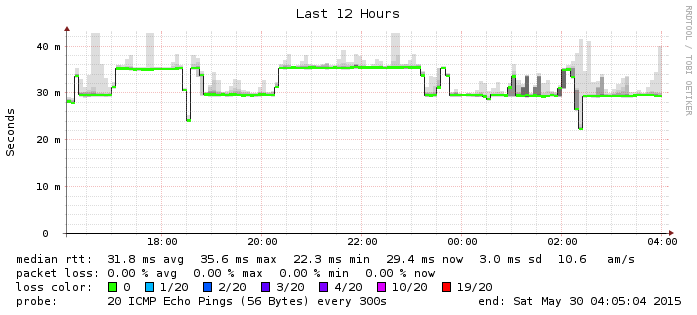 Last 12 Hours
RRDTOOL / TOBI OETIKER
Seconds
40 m
30 m
20 m
10 m
0
18:00 20:00 22:00 00:00 02:00 04:00
median rtt: 31.8 ms avg 35.6 ms max 22.3 ms min 29.4 ms now 3.0 ms sd 10.6 am/s
packet loss: 0.00 % avg 0.00 % max 0.00 % min 0.00 % now
loss color: 0 1/20 2/20 3/20 4/20 10/20 19/20
probe: 20 ICMP Echo Pings (56 Bytes) every 300s end: Sat May 30 04:05:04 2015